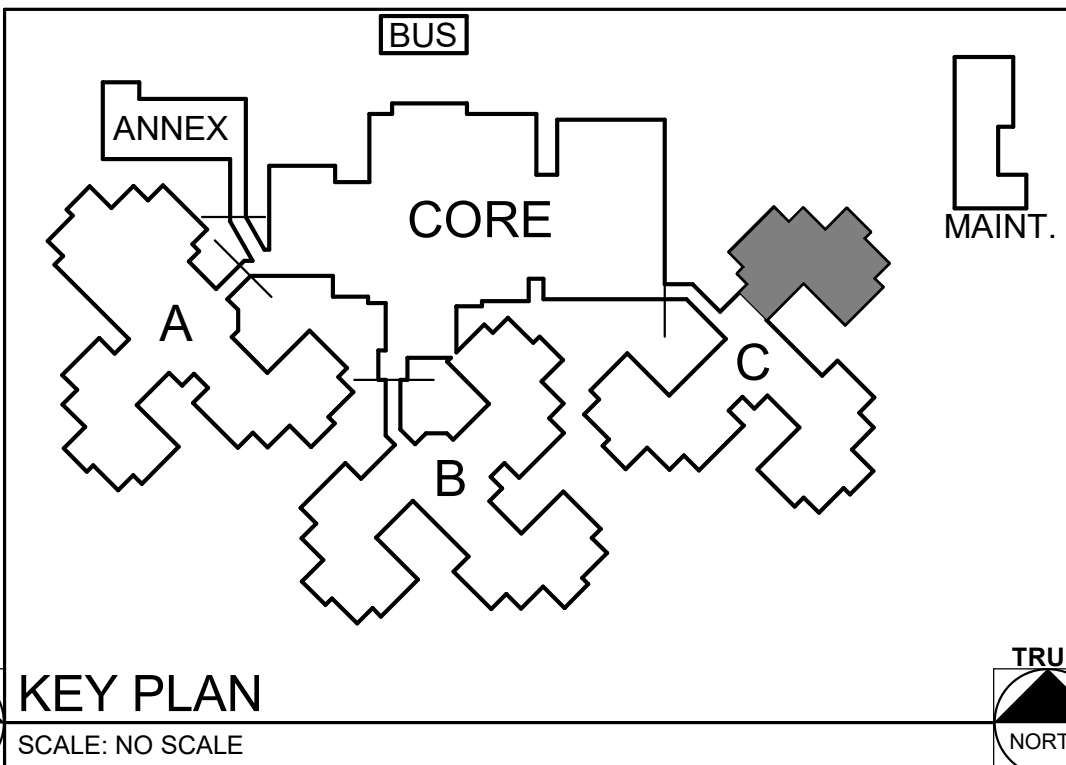 BUS
ANNEX
CORE
MAINT.
A
C
B
TRU
KEY PLAN
NORT
SCALE: NO SCALE